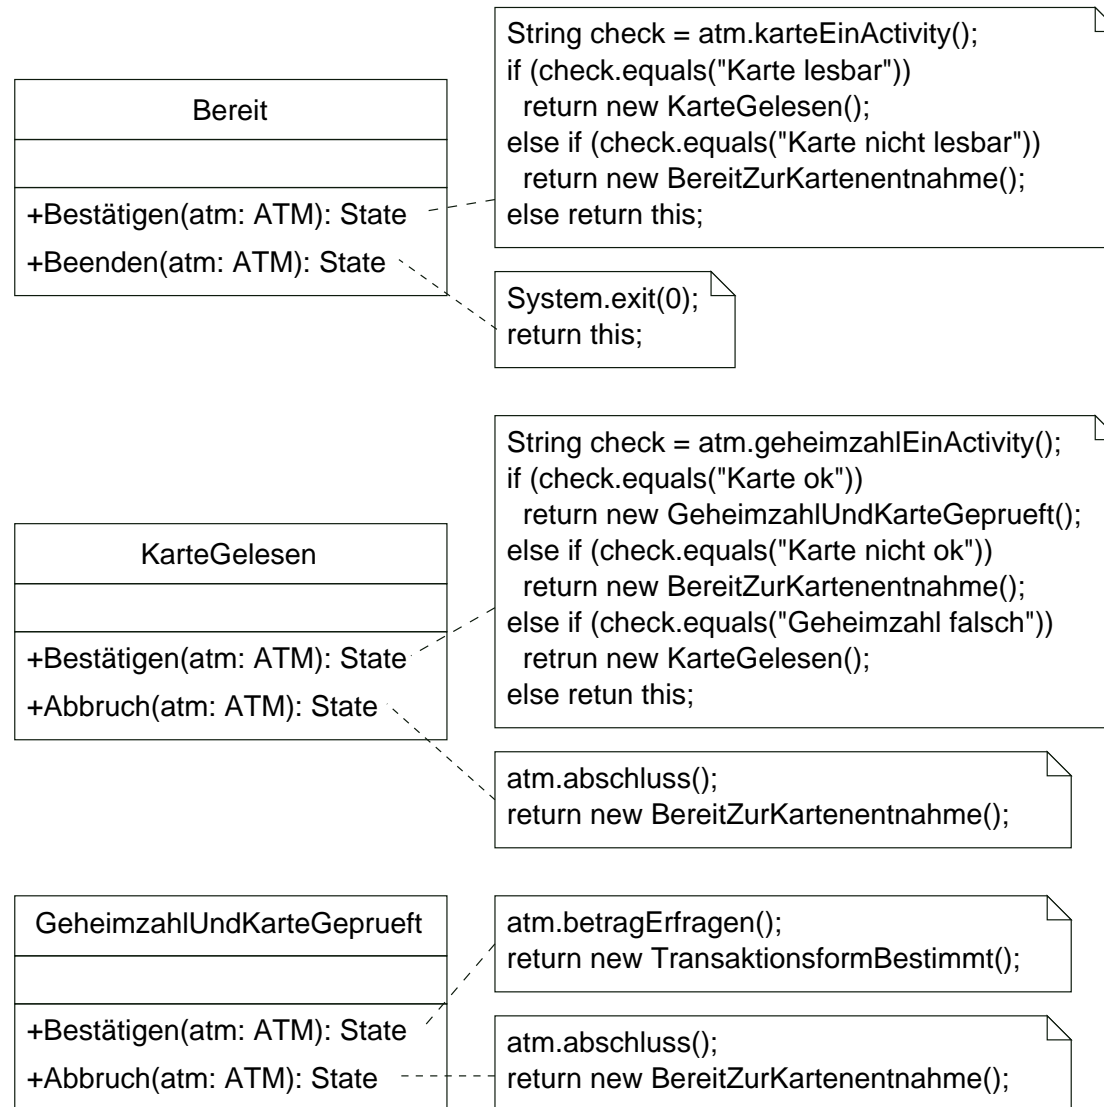 Bereit
+Bestätigen(atm: ATM): State
+Beenden(atm: ATM): State
String check = atm.karteEinActivity();
if (check.equals("Karte lesbar"))
  return new KarteGelesen();
else if (check.equals("Karte nicht lesbar"))
  return new BereitZurKartenentnahme();
else return this;
System.exit(0);
return this;
KarteGelesen
+Bestätigen(atm: ATM): State
+Abbruch(atm: ATM): State
String check = atm.geheimzahlEinActivity();
if (check.equals("Karte ok"))
  return new GeheimzahlUndKarteGeprueft();
else if (check.equals("Karte nicht ok"))
  return new BereitZurKartenentnahme();
else if (check.equals("Geheimzahl falsch"))
  retrun new KarteGelesen();
else retun this;
atm.abschluss();
return new BereitZurKartenentnahme();
GeheimzahlUndKarteGeprueft
+Bestätigen(atm: ATM): State
+Abbruch(atm: ATM): State
atm.betragErfragen();
return new TransaktionsformBestimmt();
atm.abschluss();
return new BereitZurKartenentnahme();